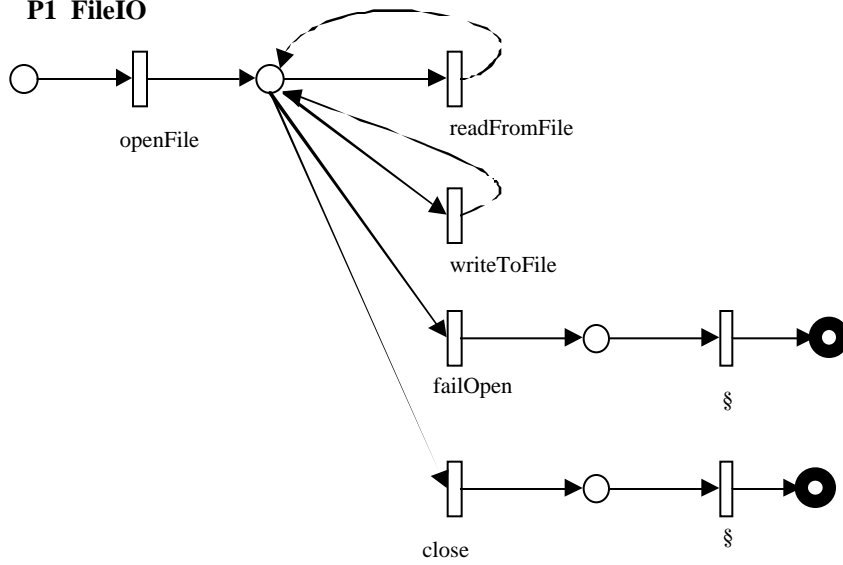 P1 FileIO
openFile
readFromFile
writeToFile
failOpen
§
close
§